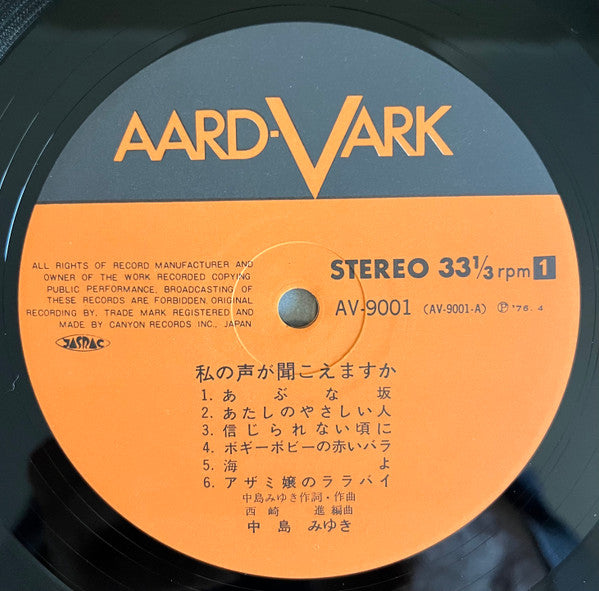 AARD-VARK
ALL RIGHTS OF RECORD MANUFACTURER AND
OWNER OF THE WORK RECORDED COPYING
PUBLIC PERFORMANCE, BROADCASTING OF
THESE RECORDS ARE FORBIDDEN. ORIGINAL
RECORDING BY, TRADE MARK REGISTERED AND
MADE BY CANYON RECORDS INC., JAPAN
JASRAC
STEREO 33⅓ rpm 1
AV-9001 (AV-9001-A) ℗ '76. 4
私の声が聞こえますか
1. あぶな坂
2. あたしのやさしい人
3. 信じられない頃に
4. ボギーボビーの赤いバラ
5. 海よ
6. アザミ嬢のララバイ
中島みゆき作詞・作曲
西崎進編曲
中島みゆき